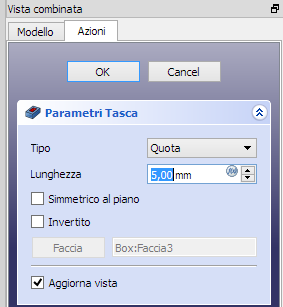 Vista combinata
Modello
Azioni
OK
Cancel
Parametri Tasca
Tipo
Quota
Lunghezza
5,00 mm
Simmetrico al piano
Invertito
Faccia
Box:Faccia3
Aggiorna vista